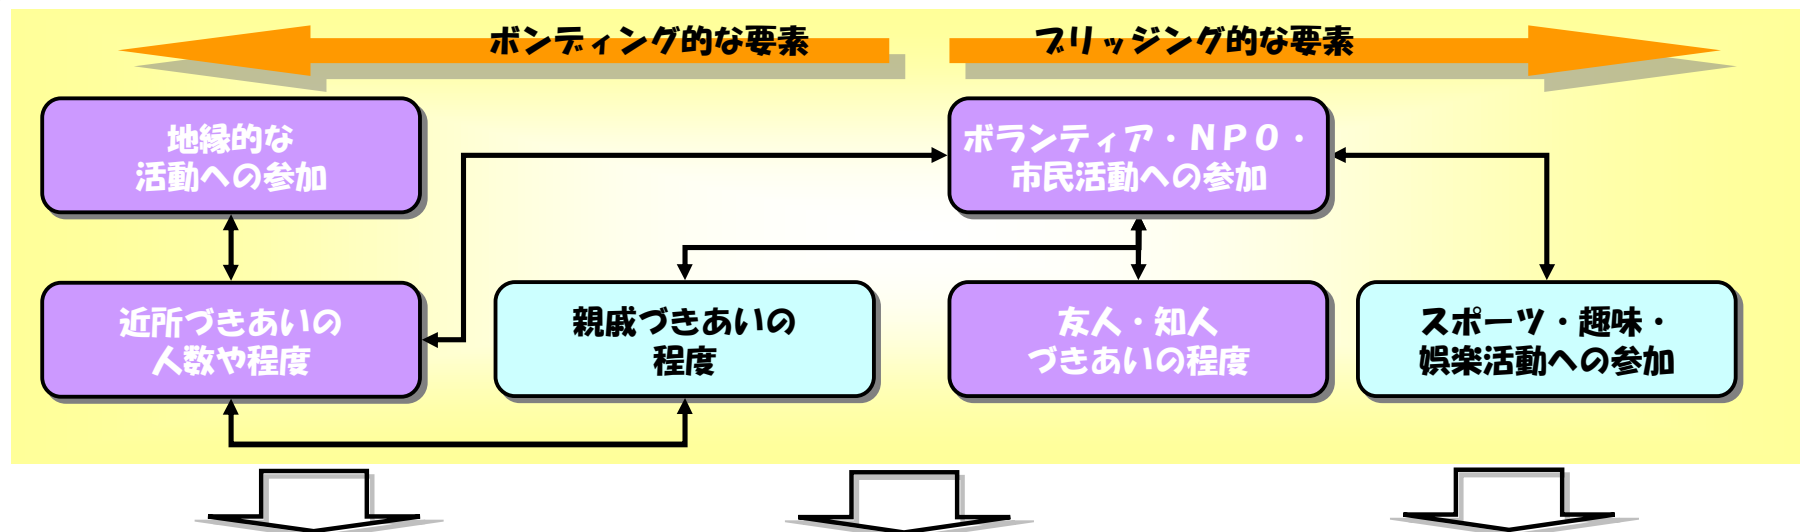 ボンディング的な要素
ブリッジング的な要素
地縁的な
活動への参加
ボランティア・ＮＰＯ・
市民活動への参加
近所づきあいの
人数や程度
親戚づきあいの
程度
友人・知人
づきあいの程度
スポーツ・趣味・
娯楽活動への参加